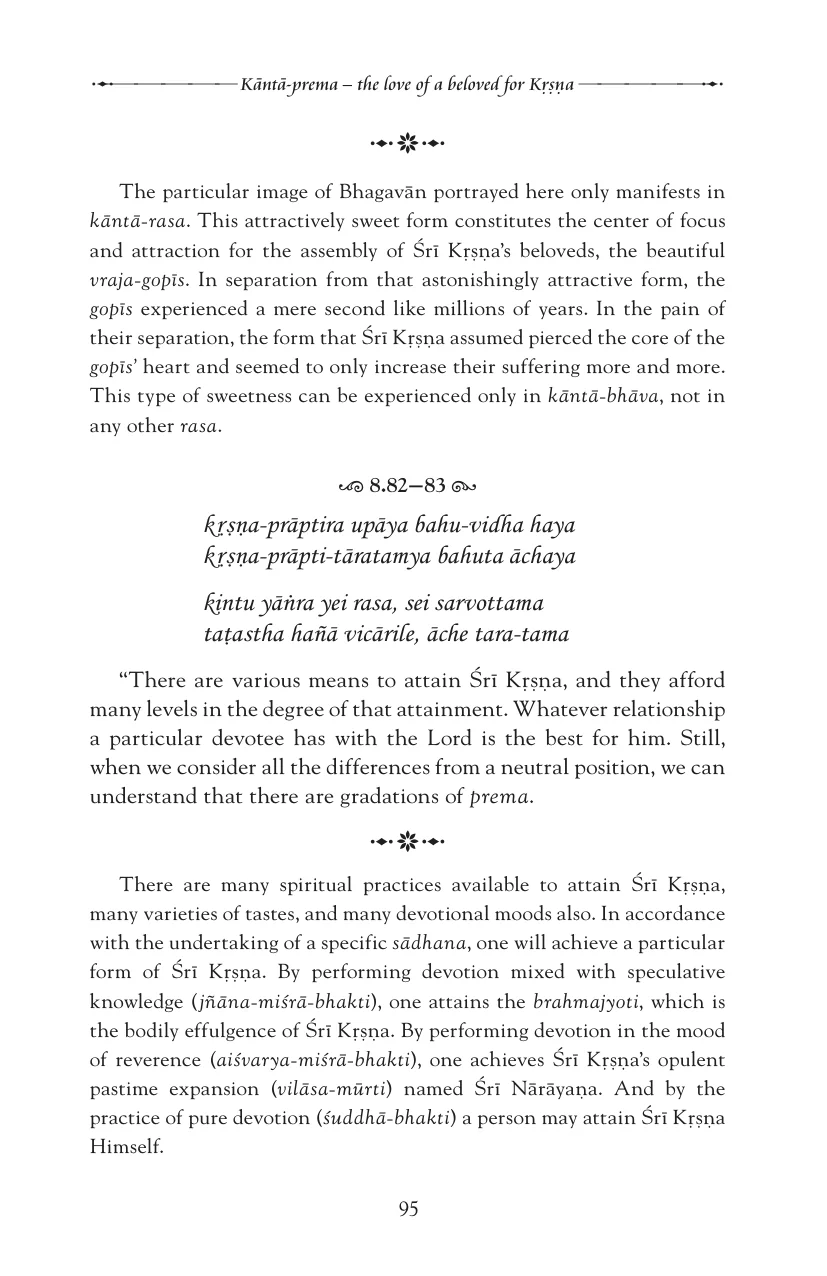 Kāntā-prema – the love of a beloved for Kṛṣṇa
The particular image of Bhagavān portrayed here only manifests in
kāntā-rasa. This attractively sweet form constitutes the center of focus
and attraction for the assembly of Śrī Kṛṣṇa’s beloveds, the beautiful
vraja-gopīs. In separation from that astonishingly attractive form, the
gopīs experienced a mere second like millions of years. In the pain of
their separation, the form that Śrī Kṛṣṇa assumed pierced the core of the
gopīs’ heart and seemed to only increase their suffering more and more.
This type of sweetness can be experienced only in kāntā-bhāva, not in
any other rasa.
8.82–83
kṛṣṇa-prāptira upāya bahu-vidha haya
kṛṣṇa-prāpti-tāratamya bahuta āchaya
kintu yāṅra yei rasa, sei sarvottama
taṭastha hañā vicārile, āche tara-tama
“There are various means to attain Śrī Kṛṣṇa, and they afford
many levels in the degree of that attainment. Whatever relationship
a particular devotee has with the Lord is the best for him. Still,
when we consider all the differences from a neutral position, we can
understand that there are gradations of prema.
There are many spiritual practices available to attain Śrī Kṛṣṇa,
many varieties of tastes, and many devotional moods also. In accordance
with the undertaking of a specific sādhana, one will achieve a particular
form of Śrī Kṛṣṇa. By performing devotion mixed with speculative
knowledge (jñāna-miśrā-bhakti), one attains the brahmajyoti, which is
the bodily effulgence of Śrī Kṛṣṇa. By performing devotion in the mood
of reverence (aiśvarya-miśrā-bhakti), one achieves Śrī Kṛṣṇa’s opulent
pastime expansion (vilāsa-mūrti) named Śrī Nārāyaṇa. And by the
practice of pure devotion (śuddhā-bhakti) a person may attain Śrī Kṛṣṇa
Himself.
95